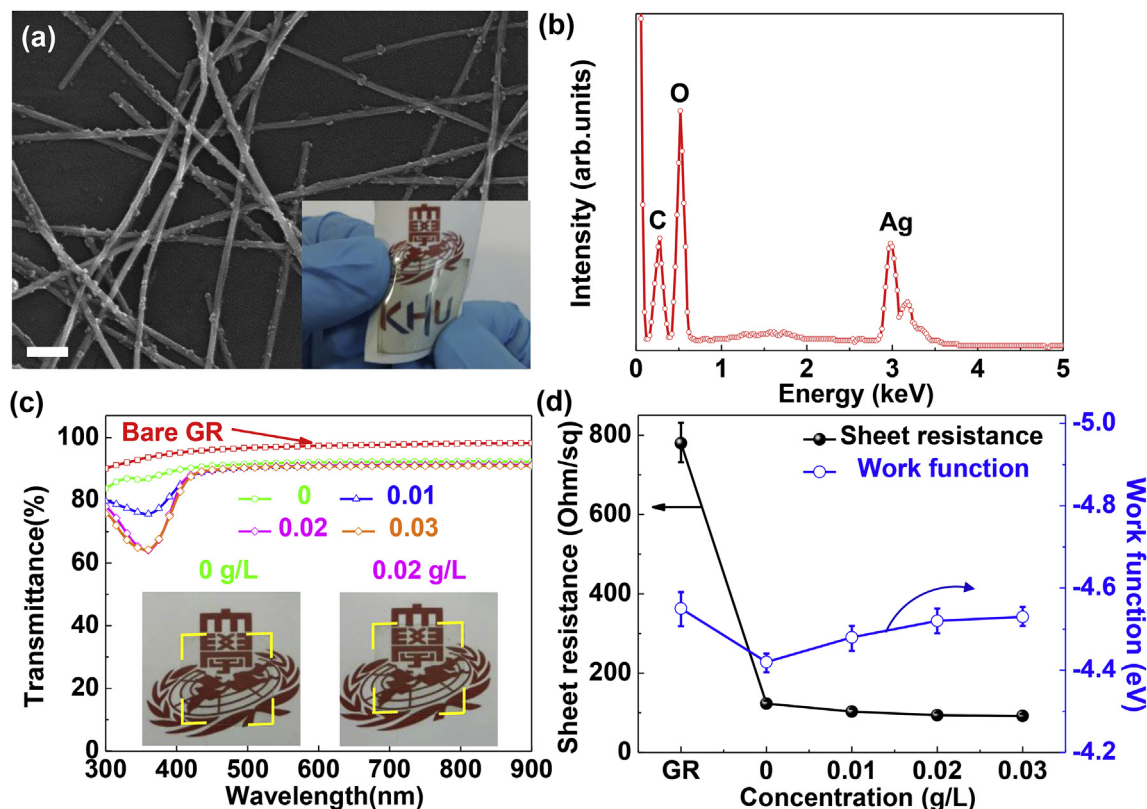 (a)
KHU
(b)
Intensity (arb.units)
C
O
Ag
0 1 2 3 4 5
Energy (keV)
(c)
Transmittance(%)
100
80
60
40
20
0
Bare GR
0 0.01
0.02 0.03
0 g/L 0.02 g/L
300 400 500 600 700 800 900
Wavelength(nm)
(d)
Sheet resistance (Ohm/sq)
800
600
400
200
0
Sheet resistance
Work function
-5.0
-4.8
-4.6
-4.4
-4.2
Work function (eV)
GR 0 0.01 0.02 0.03
Concentration (g/L)